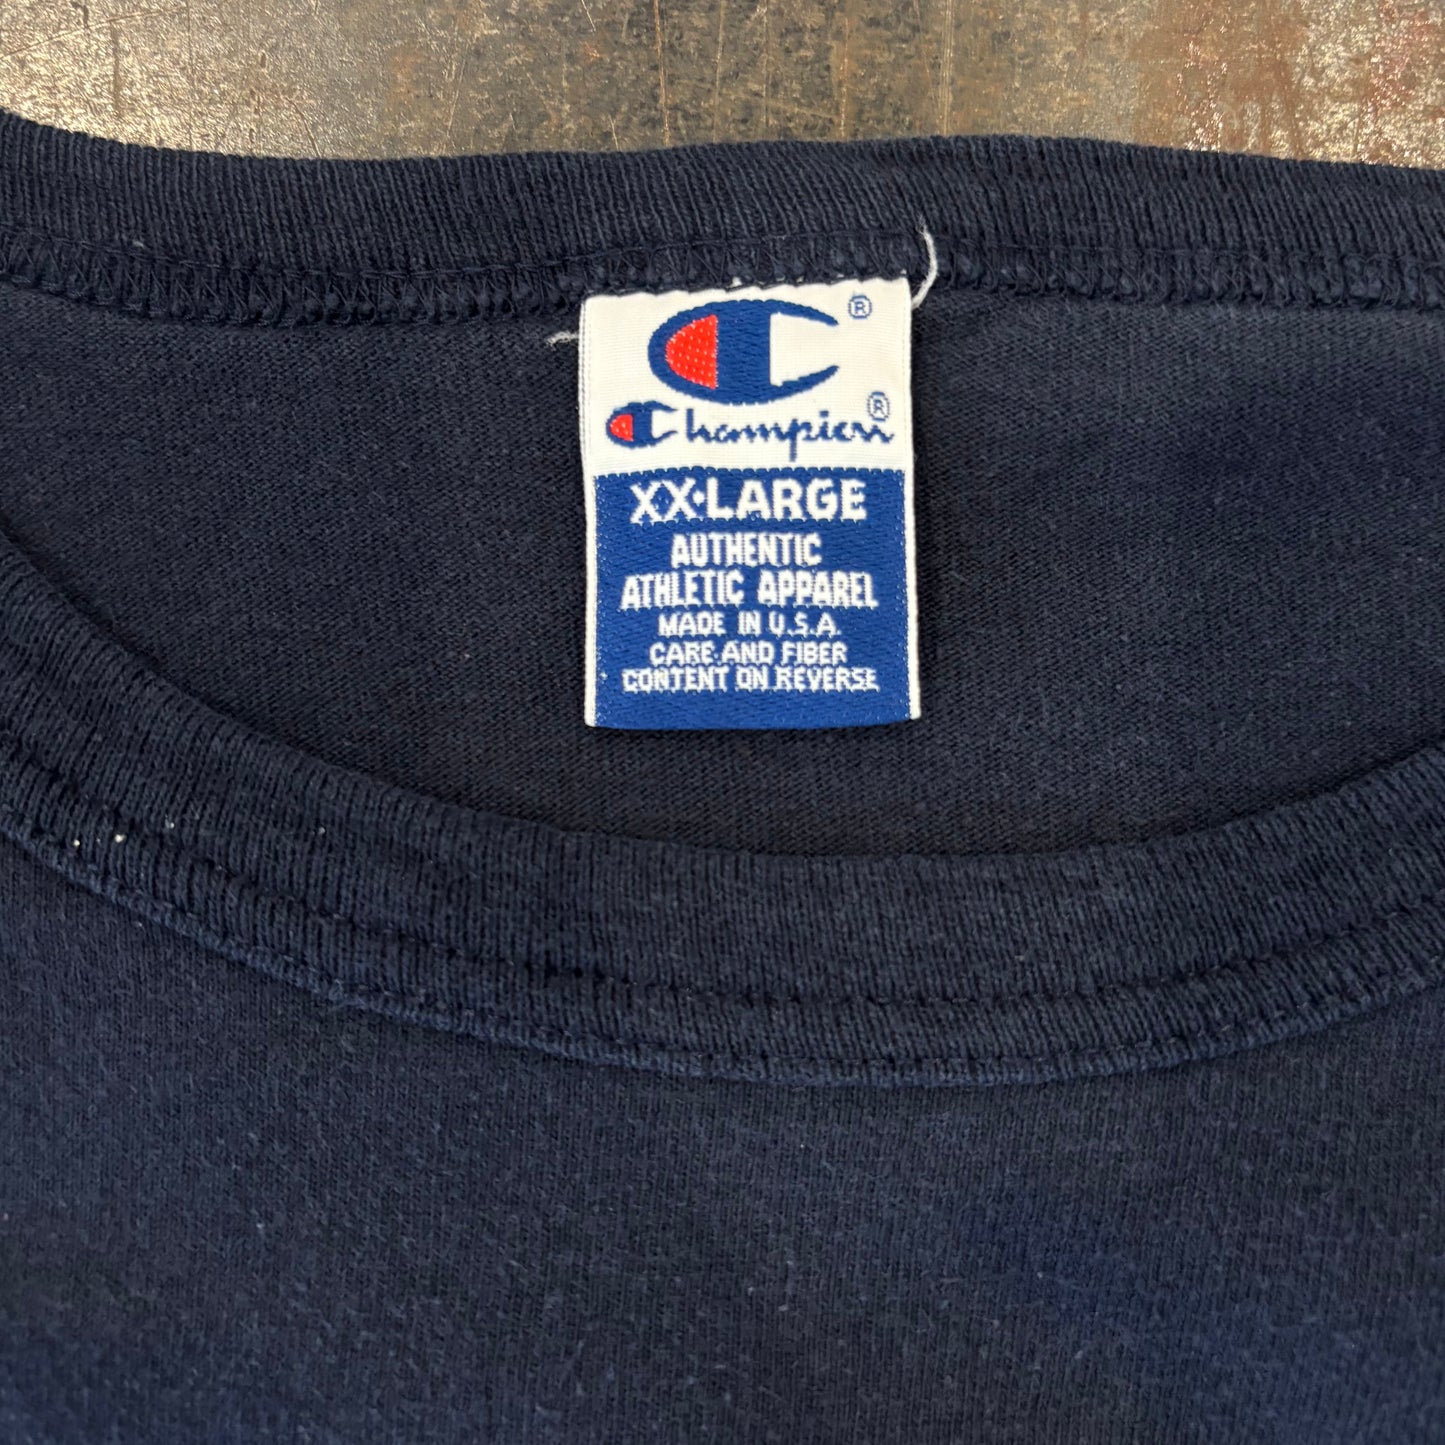 ®
Champion®
XX-LARGE
AUTHENTIC
ATHLETIC APPAREL
MADE IN U.S.A.
CARE AND FIBER
CONTENT ON REVERSE